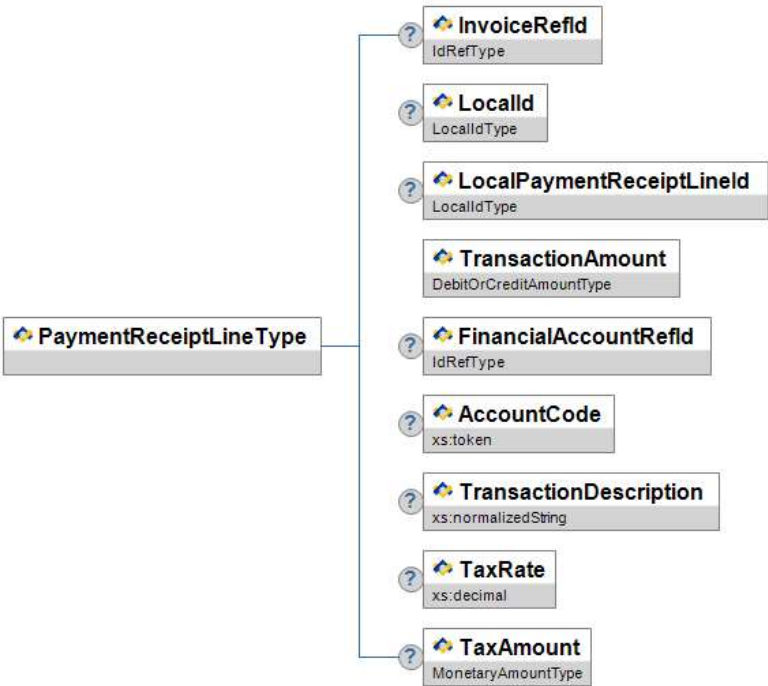 ? InvoiceRefId
IdRefType
? LocalId
LocalIdType
? LocalPaymentReceiptLineId
LocalIdType
TransactionAmount
DebitOrCreditAmountType
PaymentReceiptLineType
? FinancialAccountRefId
IdRefType
? AccountCode
xs:token
? TransactionDescription
xs:normalizedString
? TaxRate
xs:decimal
? TaxAmount
MonetaryAmountType